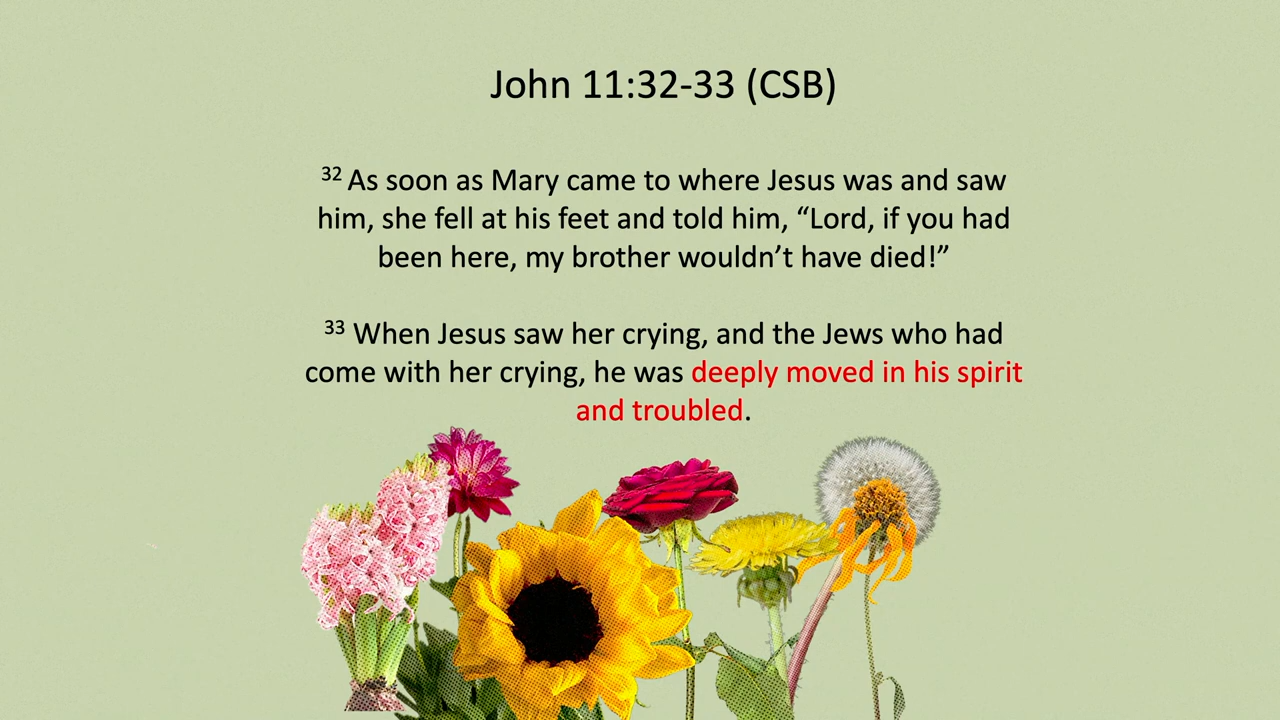 John 11:32-33 (CSB)
32 As soon as Mary came to where Jesus was and saw
him, she fell at his feet and told him, “Lord, if you had
been here, my brother wouldn’t have died!”
33 When Jesus saw her crying, and the Jews who had
come with her crying, he was deeply moved in his spirit
and troubled.